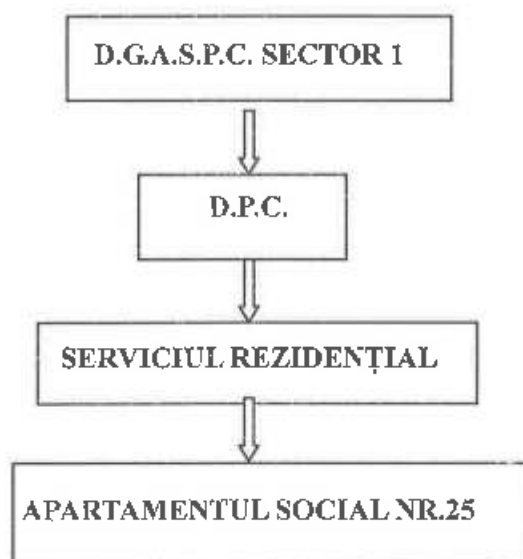 D.G.A.S.P.C. SECTOR 1
D.P.C.
SERVICIUL REZIDENȚIAL
APARTAMENTUL SOCIAL NR.25